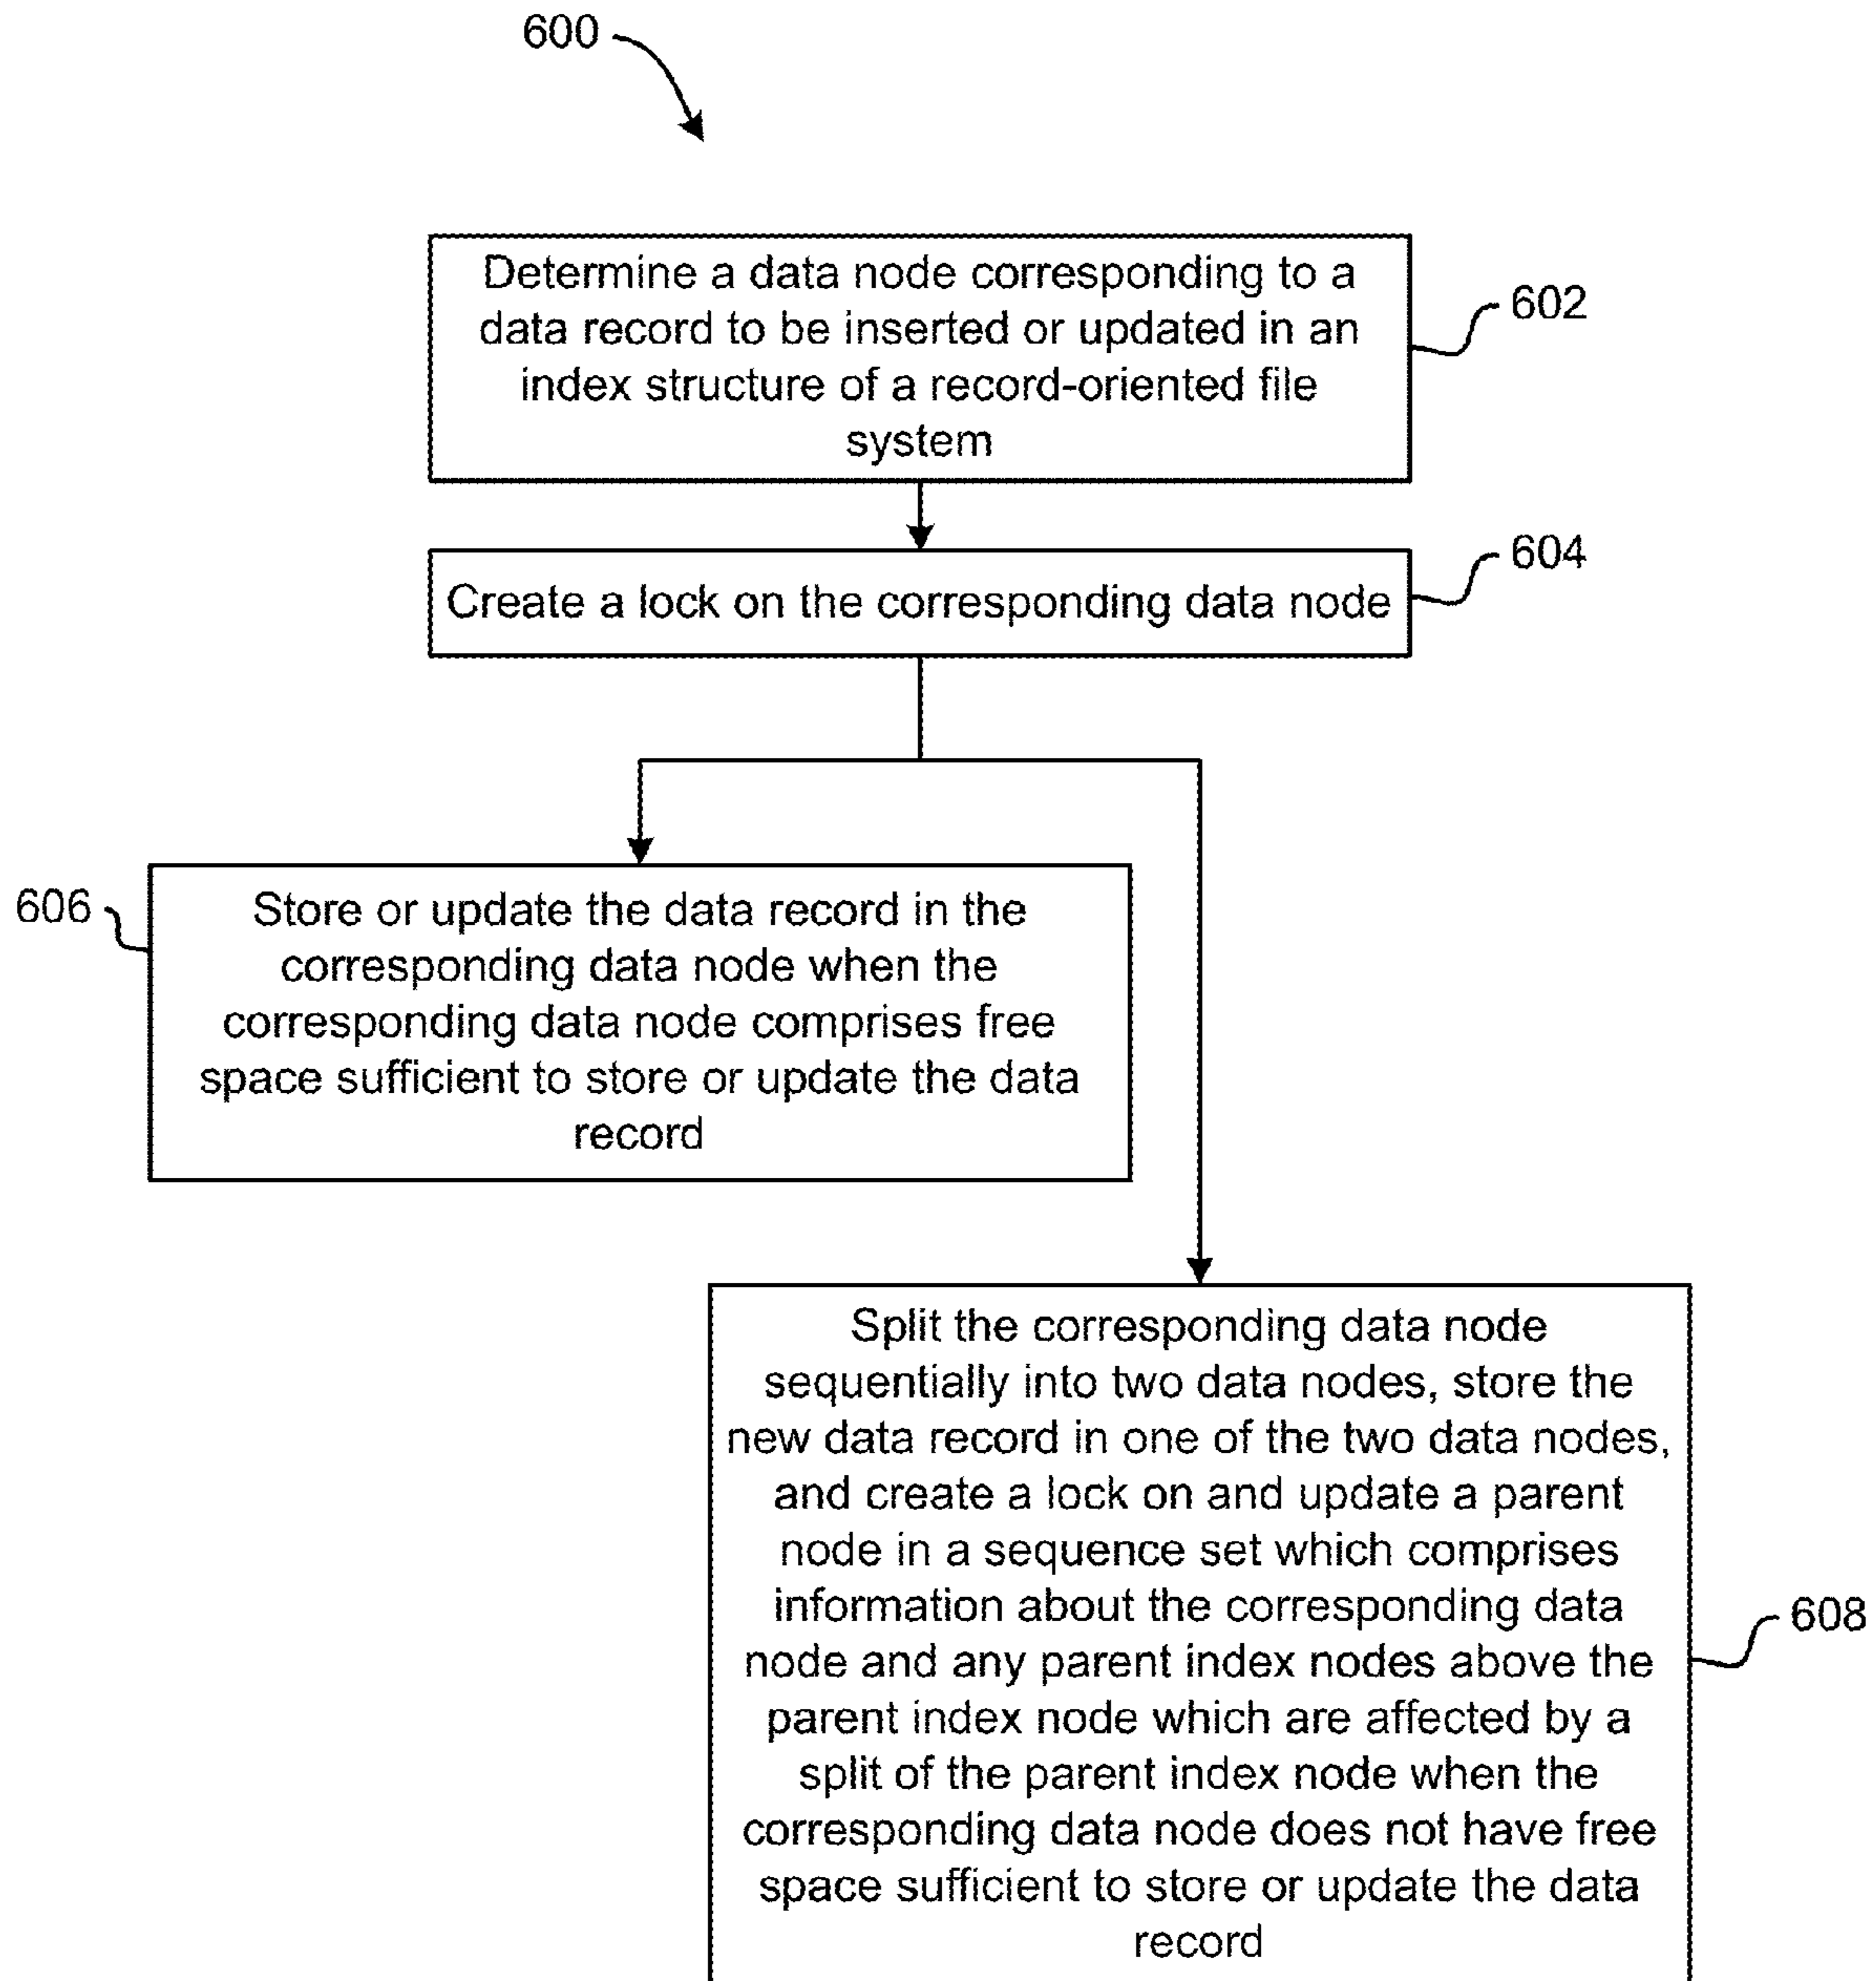 600
Determine a data node corresponding to a
data record to be inserted or updated in an
index structure of a record-oriented file
system
602
Create a lock on the corresponding data node
604
606
Store or update the data record in the
corresponding data node when the
corresponding data node comprises free
space sufficient to store or update the data
record
Split the corresponding data node
sequentially into two data nodes, store the
new data record in one of the two data nodes,
and create a lock on and update a parent
node in a sequence set which comprises
information about the corresponding data
node and any parent index nodes above the
parent index node which are affected by a
split of the parent index node when the
corresponding data node does not have free
space sufficient to store or update the data
record
608